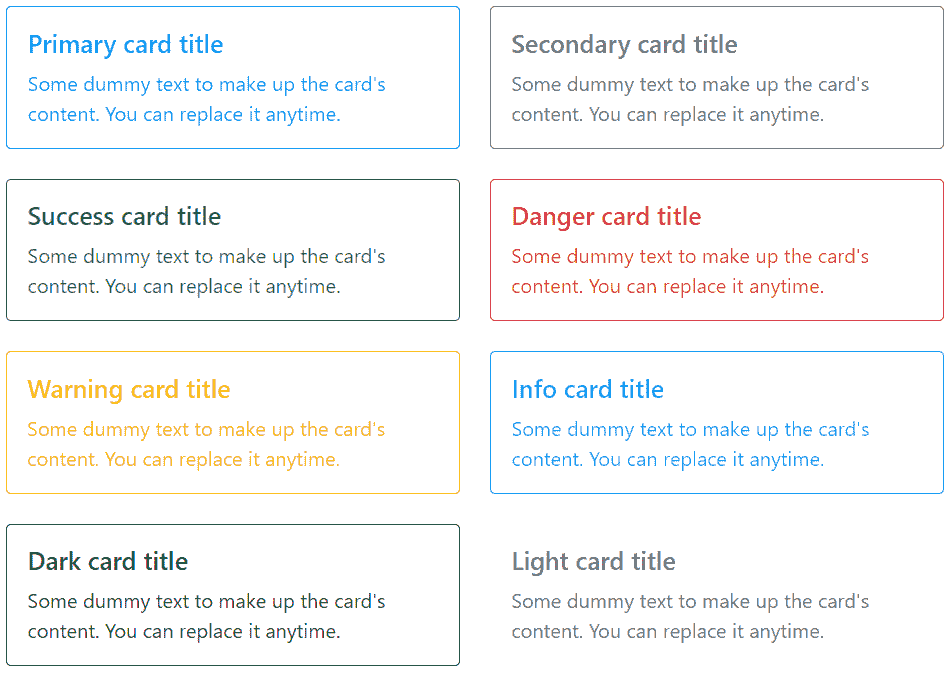 Primary card title
Some dummy text to make up the card's
content. You can replace it anytime.
Secondary card title
Some dummy text to make up the card's
content. You can replace it anytime.
Success card title
Some dummy text to make up the card's
content. You can replace it anytime.
Danger card title
Some dummy text to make up the card's
content. You can replace it anytime.
Warning card title
Some dummy text to make up the card's
content. You can replace it anytime.
Info card title
Some dummy text to make up the card's
content. You can replace it anytime.
Dark card title
Some dummy text to make up the card's
content. You can replace it anytime.
Light card title
Some dummy text to make up the card's
content. You can replace it anytime.